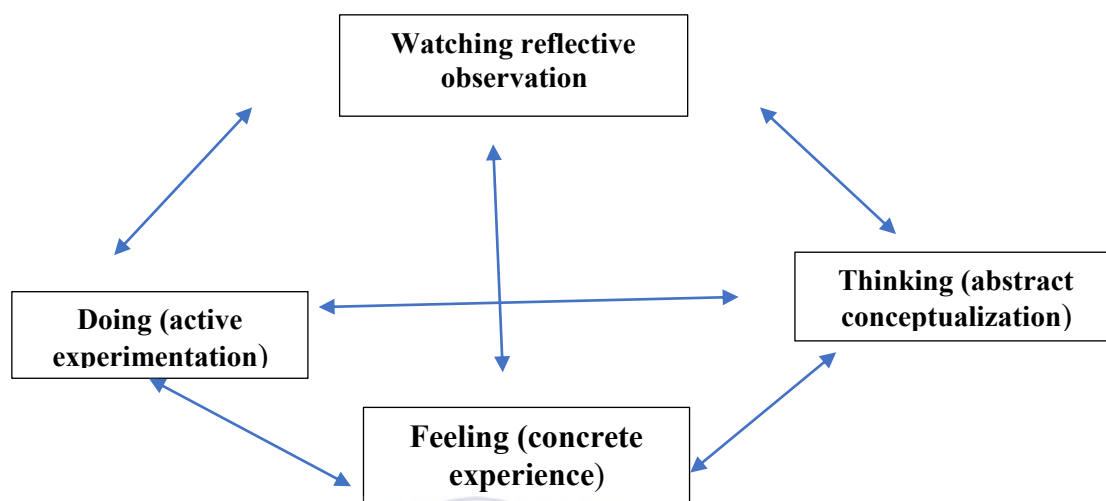 Watching reflective
observation
Thinking (abstract
conceptualization)
Doing (active
experimentation)
Feeling (concrete
experience)